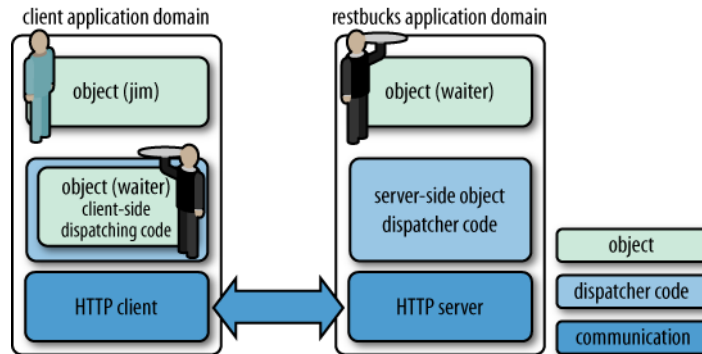 client application domain
restbucks application domain
object (jim)
object (waiter)
object (waiter)
client-side
dispatching code
server-side object
dispatcher code
HTTP client
HTTP server
object
dispatcher code
communication